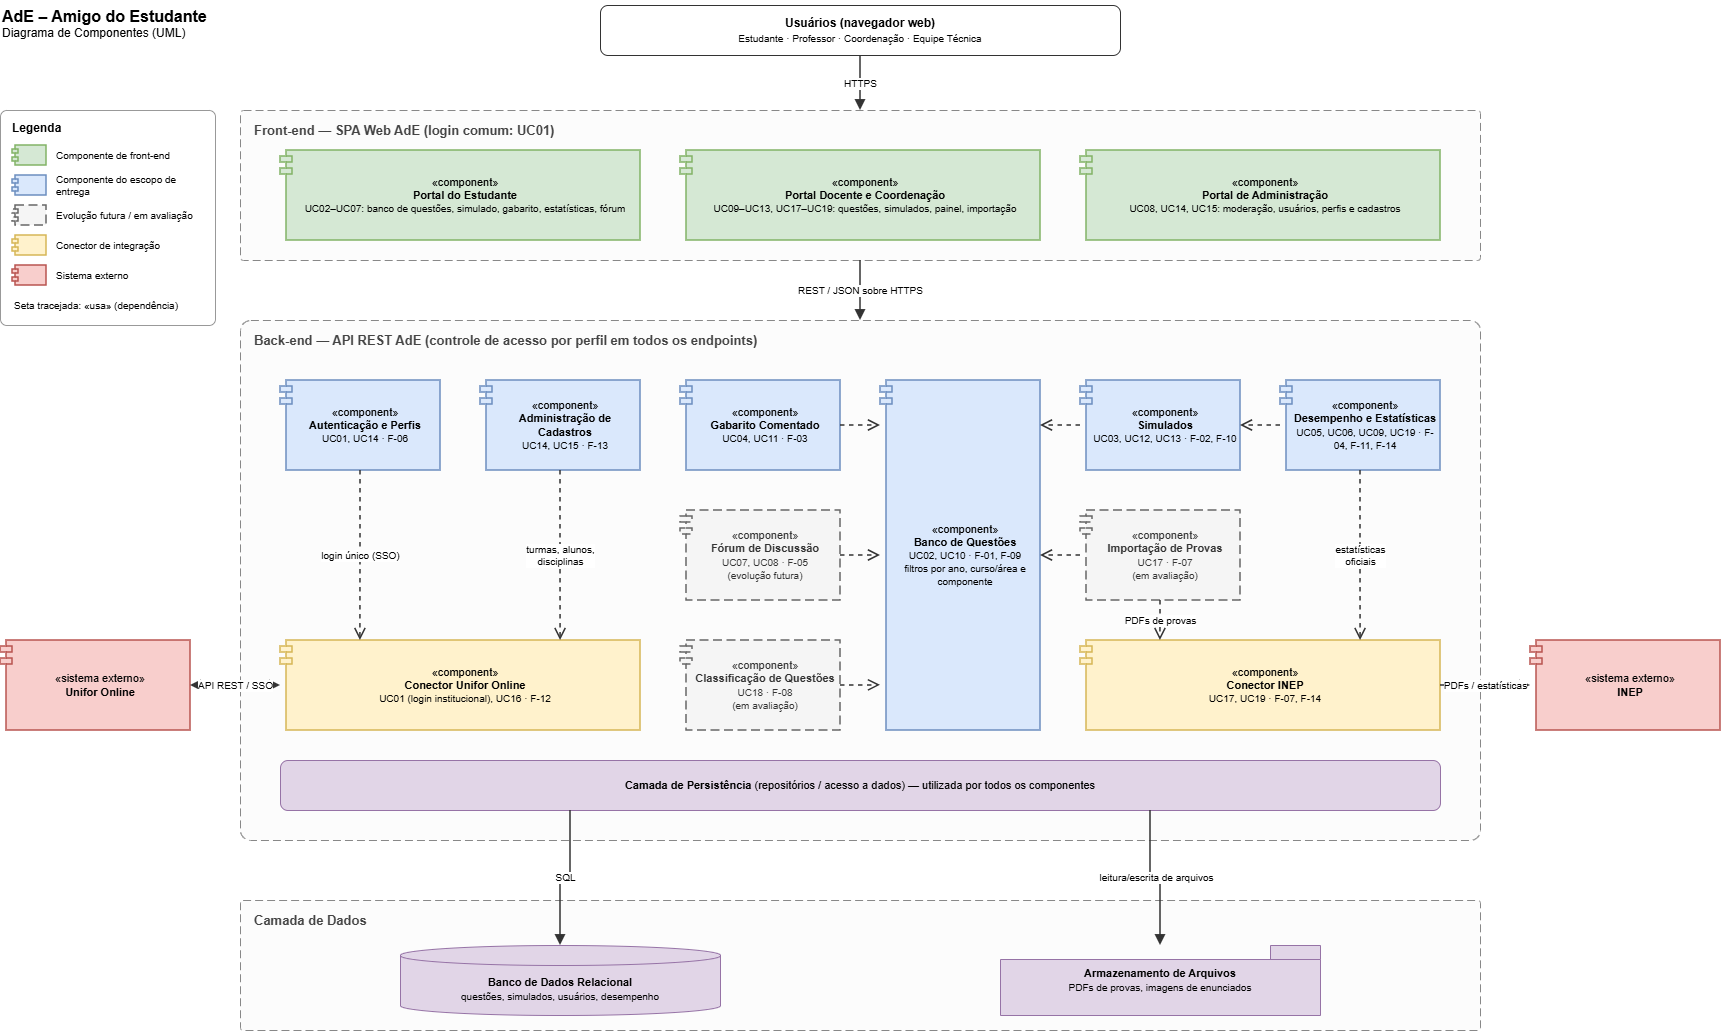 AdE – Amigo do Estudante
Diagrama de Componentes (UML)
Usuários (navegador web)
Estudante · Professor · Coordenação · Equipe Técnica
HTTPS
Legenda
Componente de front-end
Componente do escopo de
entrega
Evolução futura / em avaliação
Conector de integração
Sistema externo
Seta tracejada: «usa» (dependência)
Front-end — SPA Web AdE (login comum: UC01)
«component»
Portal do Estudante
UC02–UC07: banco de questões, simulado, gabarito, estatísticas, fórum
«component»
Portal Docente e Coordenação
UC09–UC13, UC17–UC19: questões, simulados, painel, importação
«component»
Portal de Administração
UC08, UC14, UC15: moderação, usuários, perfis e cadastros
REST / JSON sobre HTTPS
Back-end — API REST AdE (controle de acesso por perfil em todos os endpoints)
«component»
Autenticação e Perfis
UC01, UC14 · F-06
«component»
Administração de
Cadastros
UC14, UC15 · F-13
«component»
Gabarito Comentado
UC04, UC11 · F-03
«component»
Simulados
UC03, UC12, UC13 · F-02, F-10
«component»
Desempenho e Estatísticas
UC05, UC06, UC09, UC19 · F-
04, F-11, F-14
login único (SSO)
turmas, alunos,
disciplinas
«component»
Fórum de Discussão
UC07, UC08 · F-05
(evolução futura)
«component»
Banco de Questões
UC02, UC10 · F-01, F-09
filtros por ano, curso/área e
componente
«component»
Importação de Provas
UC17 · F-07
(em avaliação)
estatísticas
oficiais
PDFs de provas
«sistema externo»
Unifor Online
API REST / SSO
«component»
Conector Unifor Online
UC01 (login institucional), UC16 · F-12
«component»
Classificação de Questões
UC18 · F-08
(em avaliação)
«component»
Conector INEP
UC17, UC19 · F-07, F-14
PDFs / estatísticas
«sistema externo»
INEP
Camada de Persistência (repositórios / acesso a dados) — utilizada por todos os componentes
SQL
leitura/escrita de arquivos
Camada de Dados
Banco de Dados Relacional
questões, simulados, usuários, desempenho
Armazenamento de Arquivos
PDFs de provas, imagens de enunciados